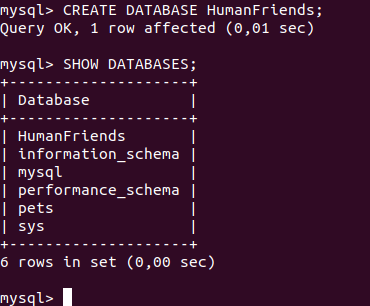 mysql> CREATE DATABASE HumanFriends;
Query OK, 1 row affected (0,01 sec)
mysql> SHOW DATABASES;
+--------------------+
| Database           |
+--------------------+
| HumanFriends       |
| information_schema |
| mysql              |
| performance_schema |
| pets               |
| sys                |
+--------------------+
6 rows in set (0,00 sec)
mysql>